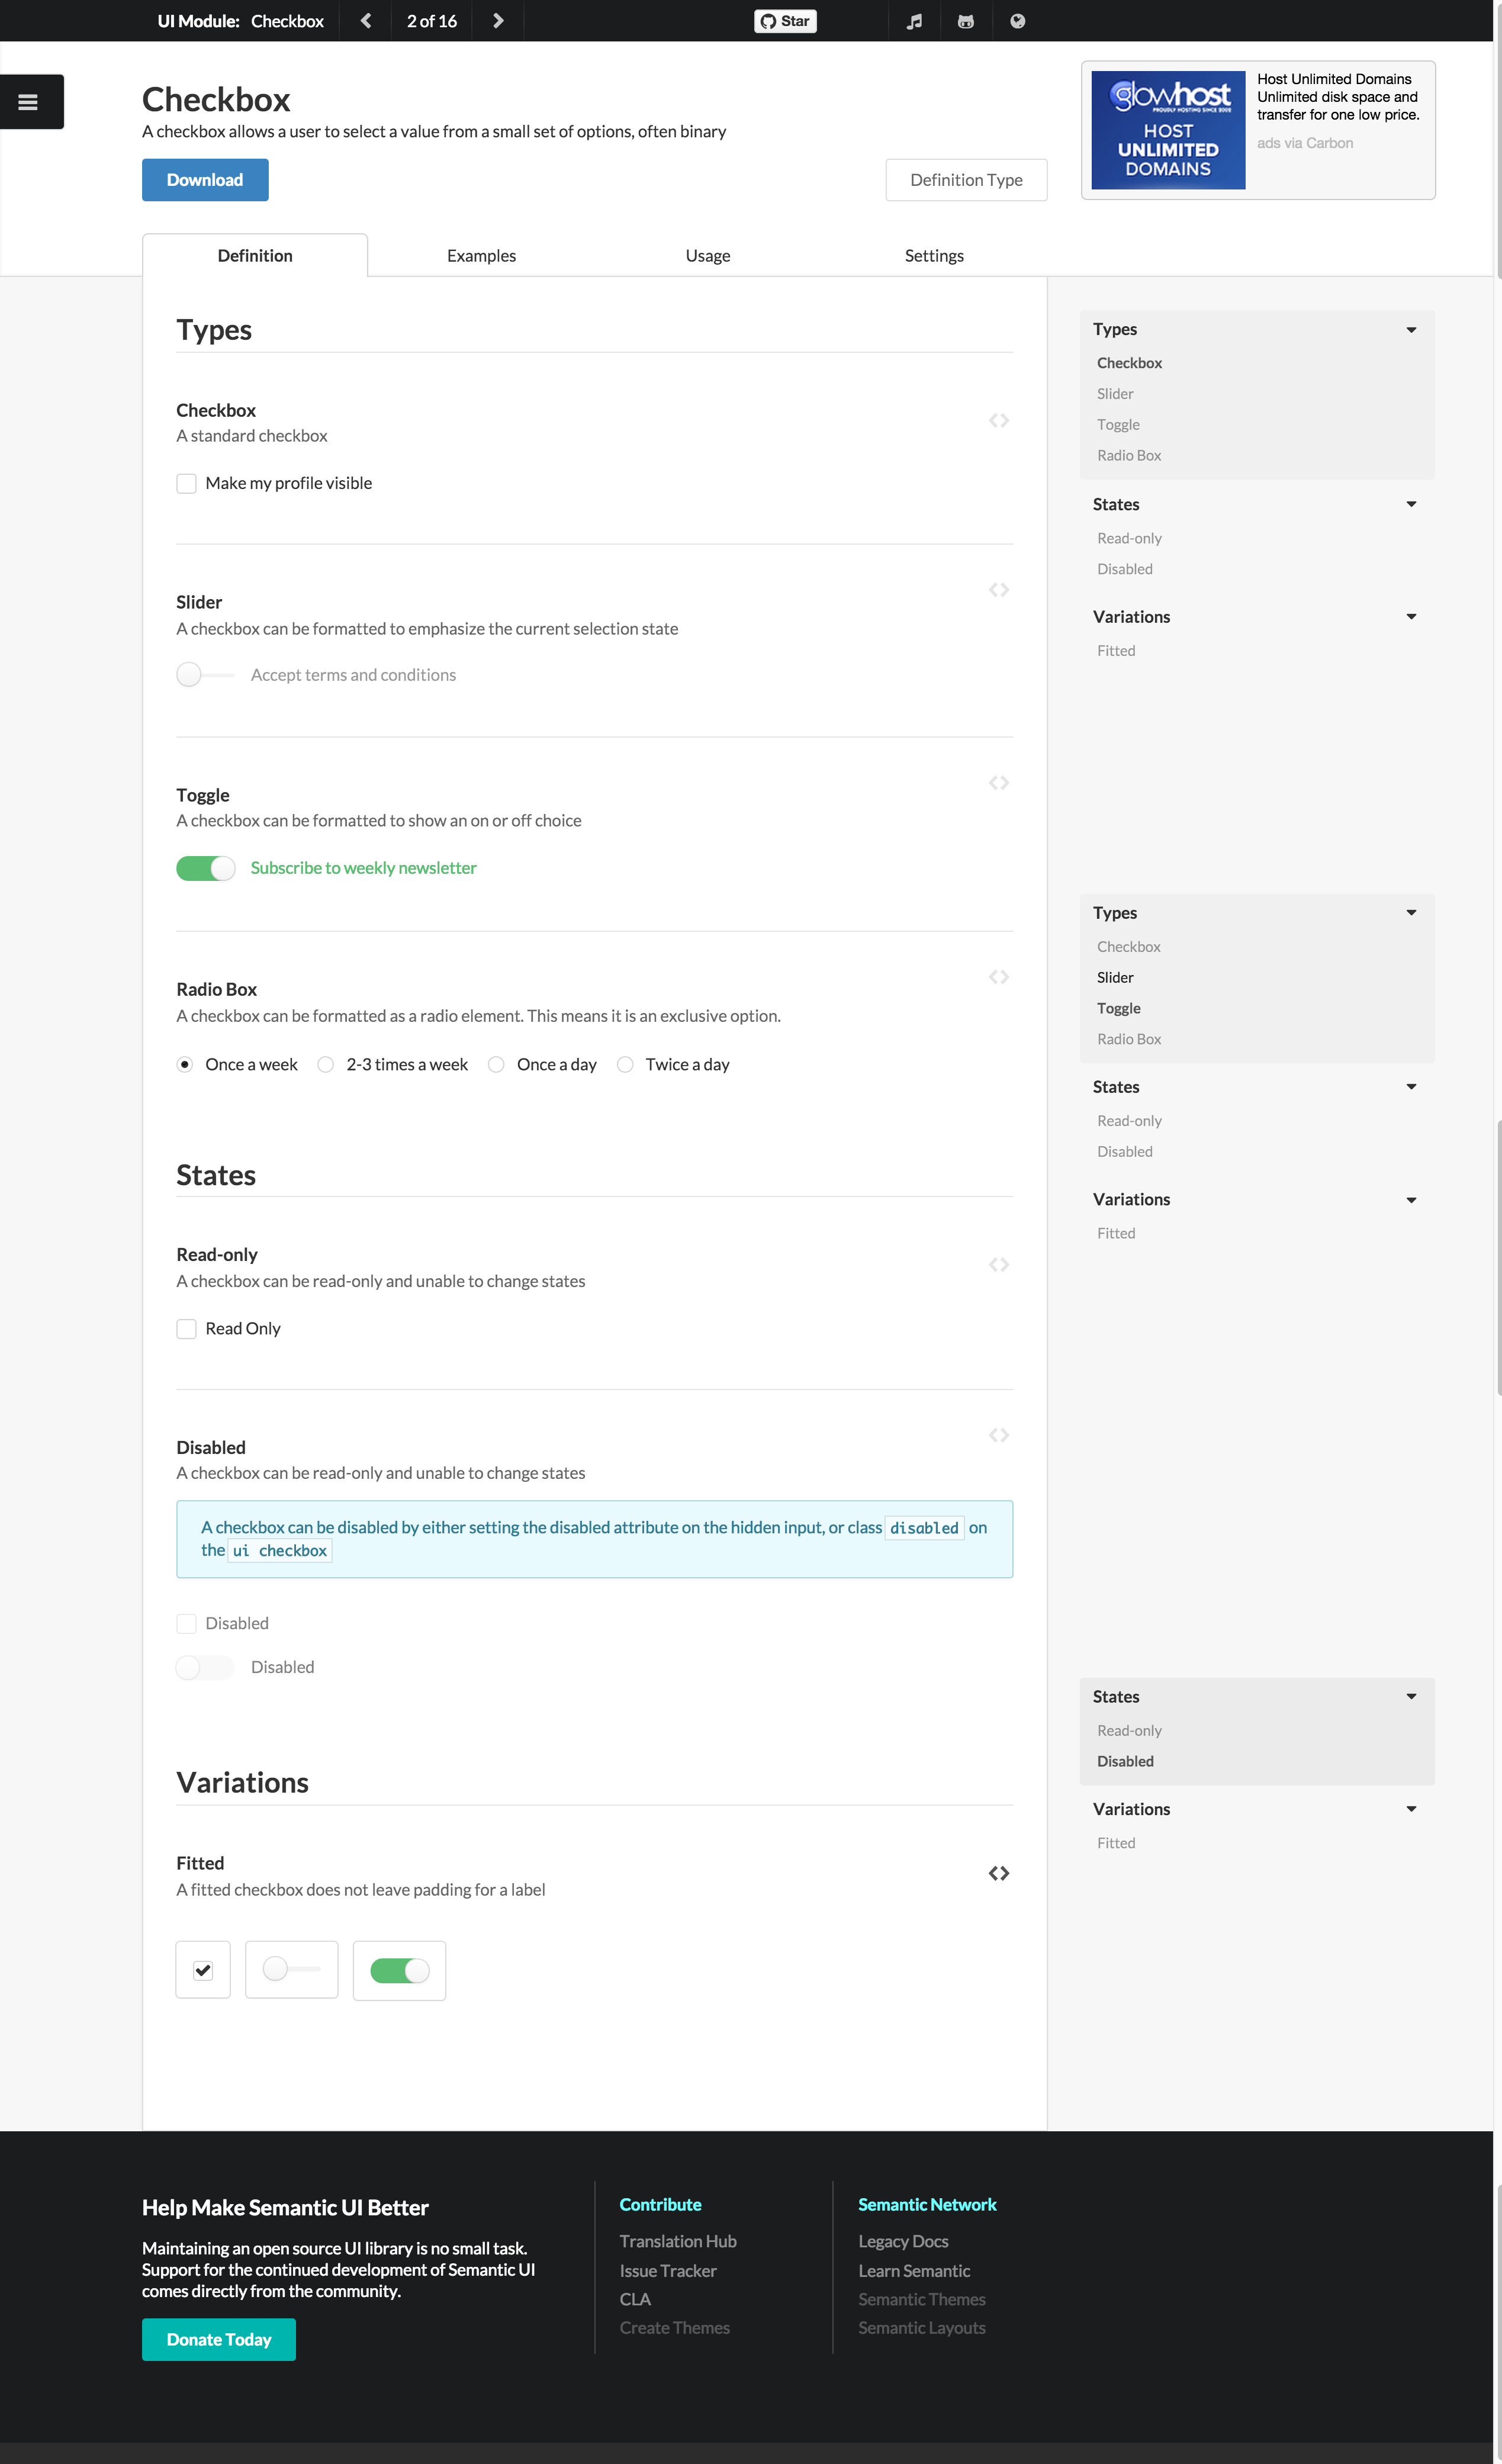 UI Module: Checkbox
2 of 16
Star
Checkbox
A checkbox allows a user to select a value from a small set of options, often binary
Download
Definition Type
glowhost
PROUDLY HOSTING SINCE 2002
HOST
UNLIMITED
DOMAINS
Host Unlimited Domains
Unlimited disk space and
transfer for one low price.
ads via Carbon
Definition
Examples
Usage
Settings
Types
Checkbox
A standard checkbox
Make my profile visible
Slider
A checkbox can be formatted to emphasize the current selection state
Accept terms and conditions
Toggle
A checkbox can be formatted to show an on or off choice
Subscribe to weekly newsletter
Radio Box
A checkbox can be formatted as a radio element. This means it is an exclusive option.
Once a week
2-3 times a week
Once a day
Twice a day
States
Read-only
A checkbox can be read-only and unable to change states
Read Only
Disabled
A checkbox can be read-only and unable to change states
A checkbox can be disabled by either setting the disabled attribute on the hidden input, or class disabled on
the ui checkbox
Disabled
Disabled
Variations
Fitted
A fitted checkbox does not leave padding for a label
Types
Checkbox
Slider
Toggle
Radio Box
States
Read-only
Disabled
Variations
Fitted
Types
Checkbox
Slider
Toggle
Radio Box
States
Read-only
Disabled
Variations
Fitted
States
Read-only
Disabled
Variations
Fitted
Help Make Semantic UI Better
Maintaining an open source UI library is no small task.
Support for the continued development of Semantic UI
comes directly from the community.
Donate Today
Contribute
Translation Hub
Issue Tracker
CLA
Create Themes
Semantic Network
Legacy Docs
Learn Semantic
Semantic Themes
Semantic Layouts